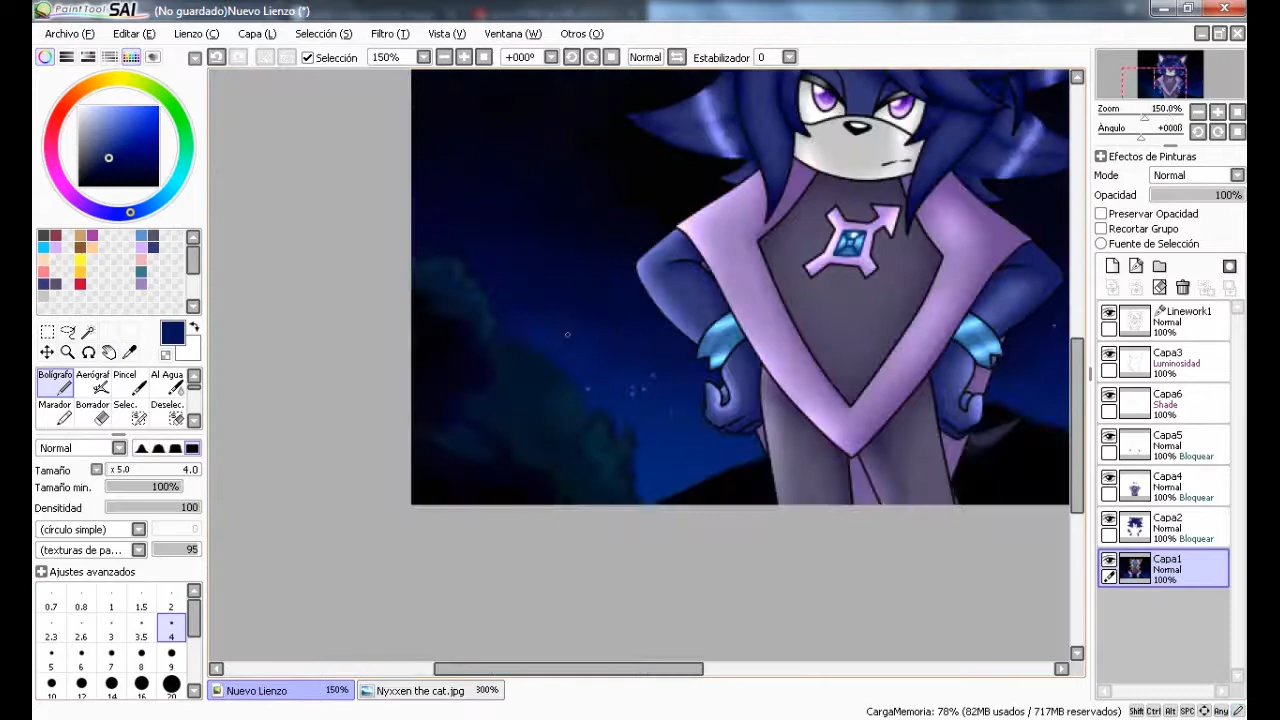 PaintTool SAI (No guardado)Nuevo Lienzo (*)
Archivo (F) Editar (E) Lienzo (C) Capa (L) Selección (S) Filtro (T) Vista (V) Ventana (W) Otros (O)
Selección 150% +000º Normal Estabilizador 0
Zoom 150.0%
Ángulo +000ß
Efectos de Pinturas
Mode Normal
Opacidad 100%
Preservar Opacidad
Recortar Grupo
Fuente de Selección
Linework1
Normal
100%
Capa3
Luminosidad
100%
Capa6
Shade
100%
Capa5
Normal
100% Bloquear
Capa4
Normal
100% Bloquear
Capa2
Normal
100% Bloquear
Capa1
Normal
100%
Bolígrafo Aerógraf Pincel Al Agua
Marador Borrador Selec. Deselec.
Normal
Tamaño x 5.0 4.0
Tamaño min. 100%
Densitidad 100
(círculo simple) 0
(texturas de pa... 95
Ajustes avanzados
0.7 0.8 1 1.5 2
2.3 2.6 3 3.5 4
5 6 7 8 9
10 12 14 16 20
Nuevo Lienzo 150% Nyxxen the cat.jpg 300%
CargaMemoria: 78% (82MB usados / 717MB reservados) Shift Ctrl Alt SPC Any